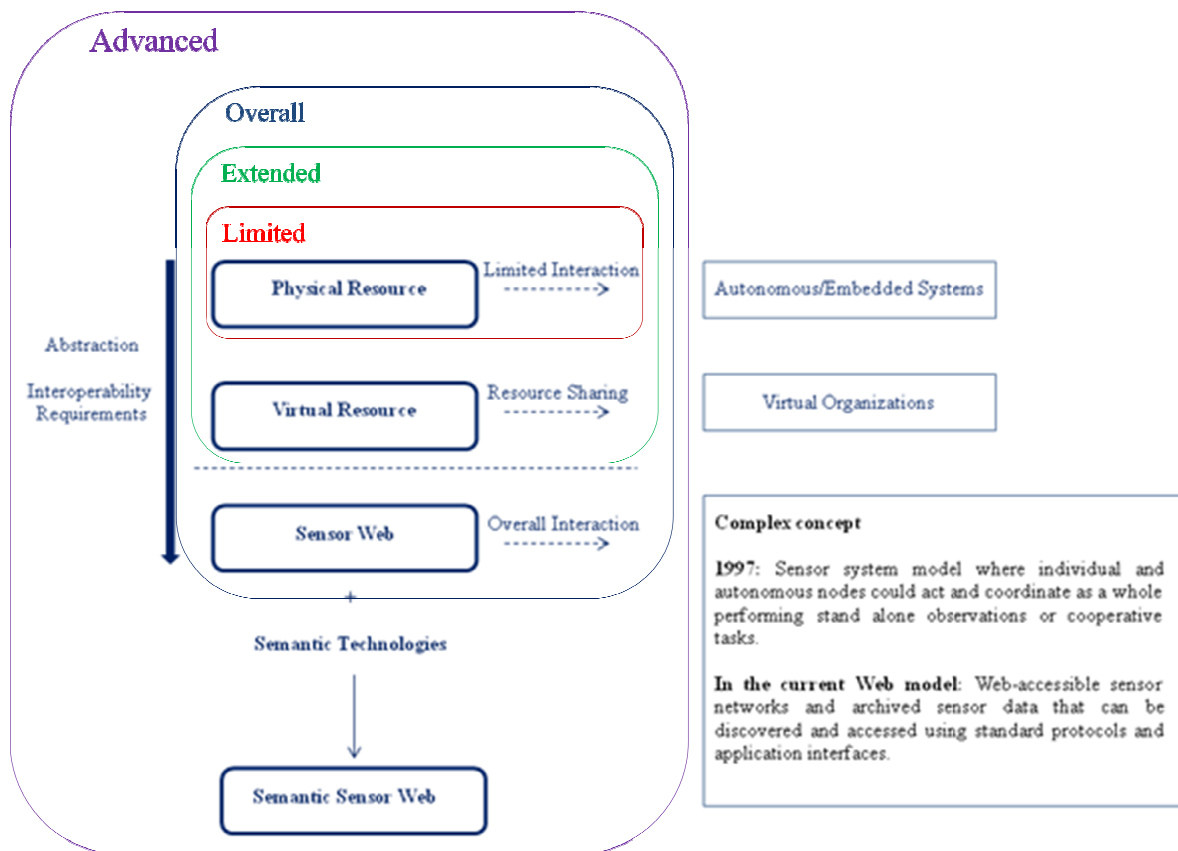 Advanced
Overall
Extended
Limited
Physical Resource
Limited Interaction
Autonomous/Embedded Systems
Abstraction
Interoperability
Requirements
Virtual Resource
Resource Sharing
Virtual Organizations
Sensor Web
Overall Interaction
+
Semantic Technologies
Semantic Sensor Web
Complex concept
1997: Sensor system model where individual and
autonomous nodes could act and coordinate as a whole
performing stand alone observations or cooperative
tasks.
In the current Web model: Web-accessible sensor
networks and archived sensor data that can be
discovered and accessed using standard protocols and
application interfaces.